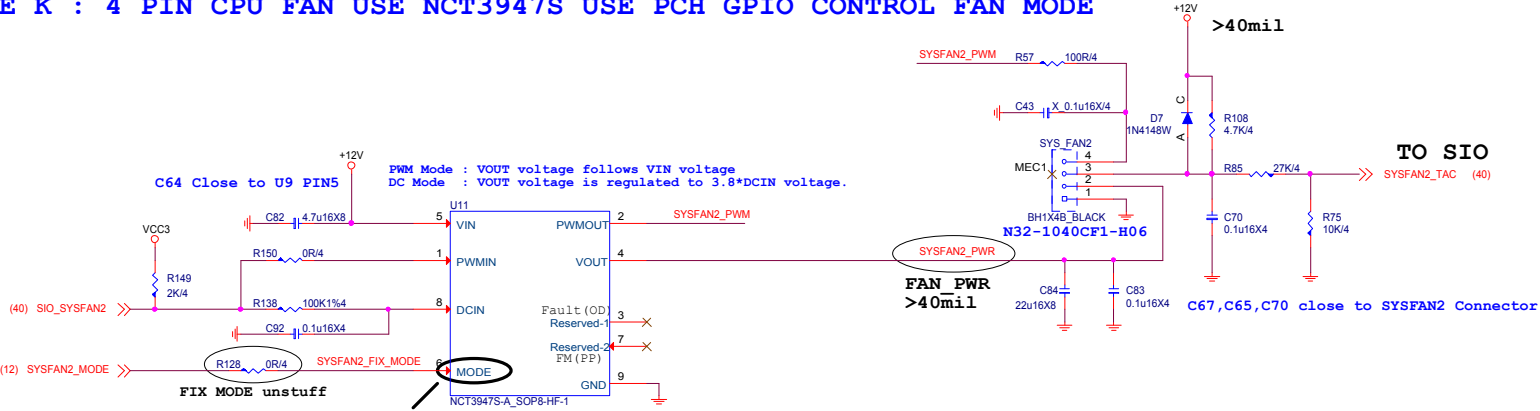 E K : 4 PIN CPU FAN USE NCT3947S USE PCH GPIO CONTROL FAN MODE
+12V
>40mil
SYSFAN2_PWM
R57
100R/4
C43
X_0.1u16X/4
D7
1N4148W
C
A
R108
4.7K/4
SYS_FAN2
MEC1
4
3
2
1
BH1X4B_BLACK
N32-1040CF1-H06
TO SIO
R85
27K/4
SYSFAN2_TAC (40)
C70
0.1u16X4
R75
10K/4
+12V
PWM Mode : VOUT voltage follows VIN voltage
DC Mode : VOUT voltage is regulated to 3.8*DCIN voltage.
C64 Close to U9 PIN5
C82
4.7u16X8
U11
5
VIN
PWMOUT
2
SYSFAN2_PWM
VCC3
R150
0R/4
1
PWMIN
VOUT
4
SYSFAN2_PWR
R149
2K/4
FAN_PWR
>40mil
C84
22u16X8
C83
0.1u16X4
C67,C65,C70 close to SYSFAN2 Connector
(40) SIO_SYSFAN2
R138
100K1%4
8
DCIN
Fault(OD)
Reserved-1
3
C92
0.1u16X4
Reserved-2
7
FM(PP)
(12) SYSFAN2_MODE
R128
0R/4
SYSFAN2_FIX_MODE
6
MODE
GND
9
FIX MODE unstuff
NCT3947S-A_SOP8-HF-1